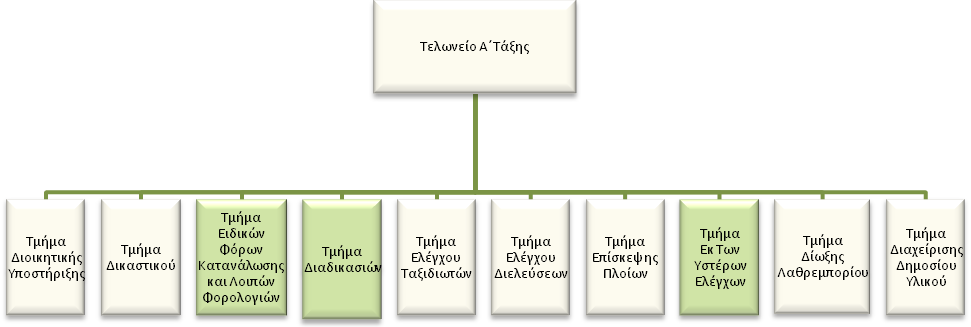 Τελωνείο Α΄Τάξης
Τμήμα
Διοικητικής
Υποστήριξης
Τμήμα
Δικαστικού
Τμήμα
Ειδικών
Φόρων
Κατανάλωσης
και Λοιπών
Φορολογιών
Τμήμα
Διαδικασιών
Τμήμα
Ελέγχου
Ταξιδιωτών
Τμήμα
Ελέγχου
Διελεύσεων
Τμήμα
Επίσκεψης
Πλοίων
Τμήμα
Εκ Των
Υστέρων
Ελέγχων
Τμήμα
Δίωξης
Λαθρεμπορίου
Τμήμα
Διαχείρισης
Δημοσίου
Υλικού